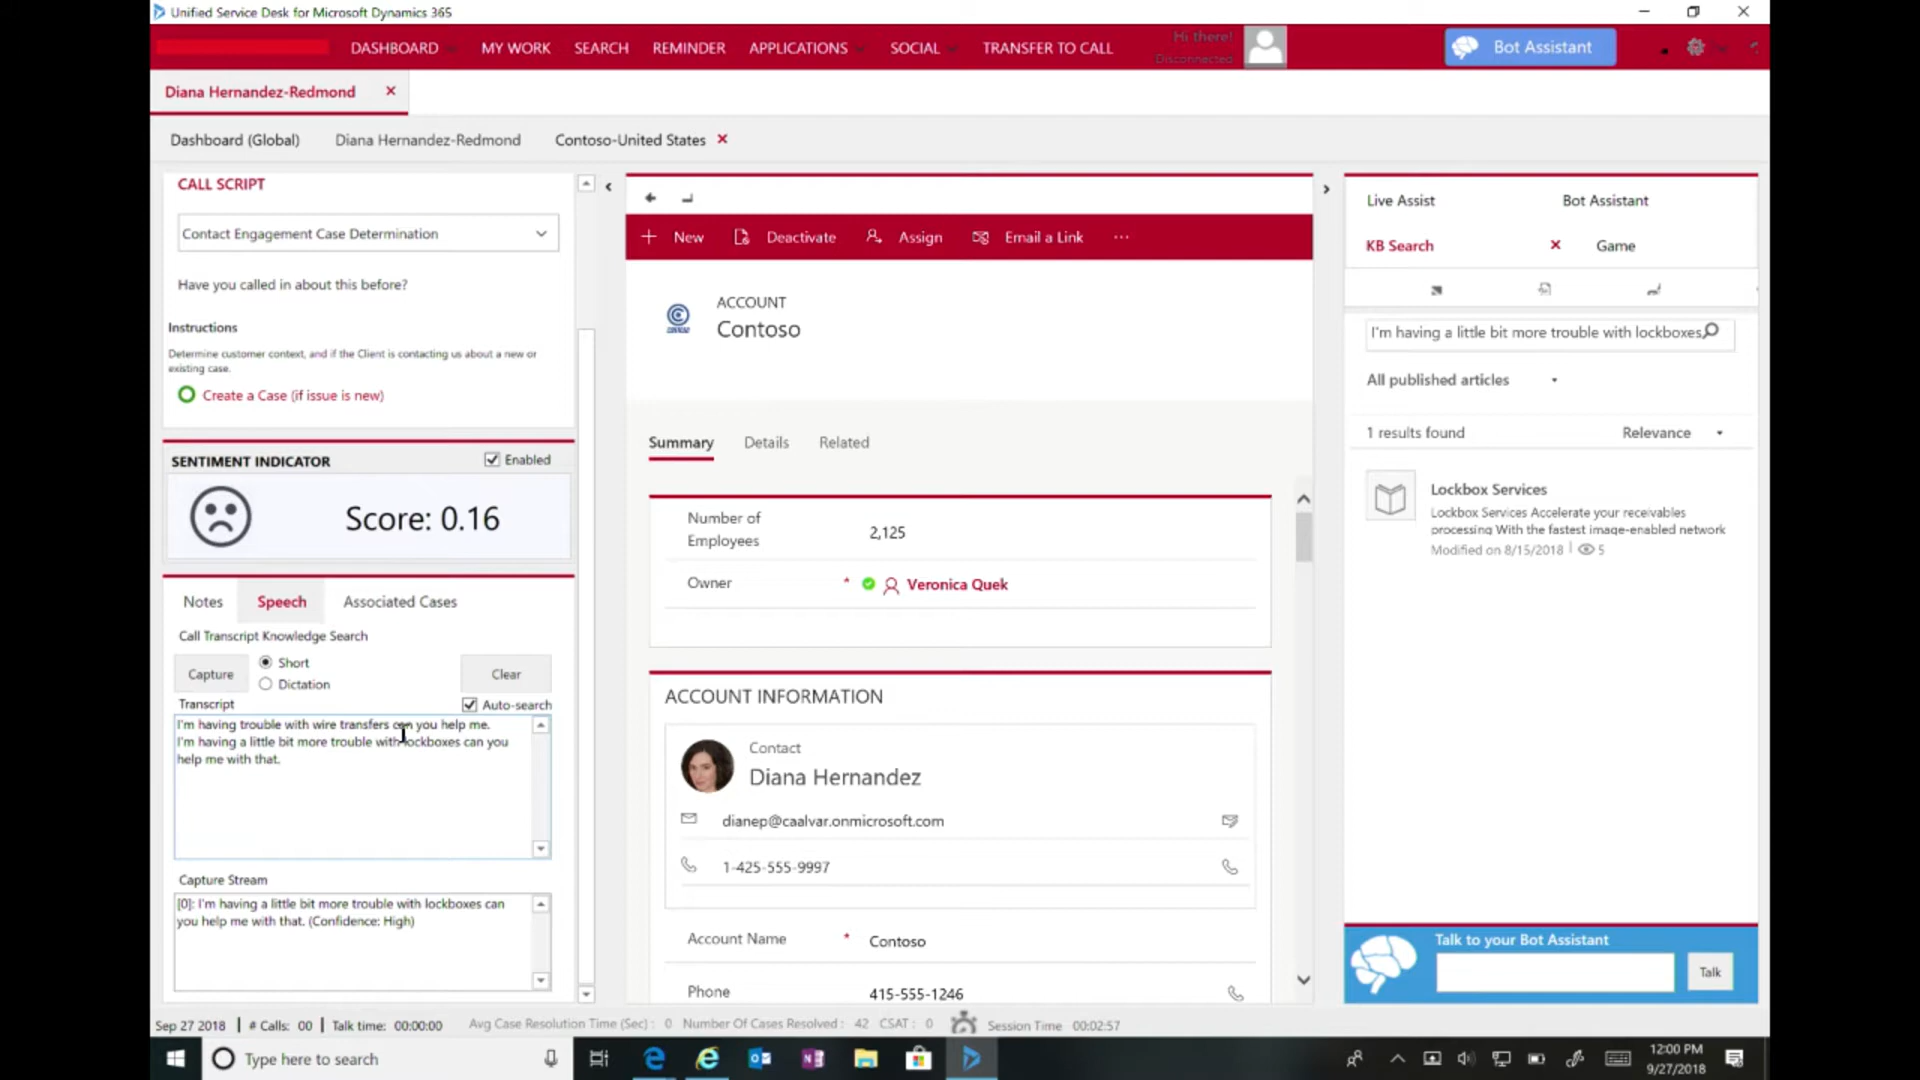 Unified Service Desk for Microsoft Dynamics 365
DASHBOARD MY WORK SEARCH REMINDER APPLICATIONS SOCIAL TRANSFER TO CALL
Hi there!
Disconnected
Bot Assistant
Diana Hernandez-Redmond
Dashboard (Global) Diana Hernandez-Redmond Contoso-United States
CALL SCRIPT
Contact Engagement Case Determination
Have you called in about this before?
Instructions
Determine customer context, and if the Client is contacting us about a new or
existing case.
Create a Case (if issue is new)
SENTIMENT INDICATOR
Enabled
Score: 0.16
Notes Speech Associated Cases
Call Transcript Knowledge Search
Capture
Short
Dictation
Clear
Transcript
Auto-search
I'm having trouble with wire transfers can you help me.
I'm having a little bit more trouble with lockboxes can you
help me with that.
Capture Stream
[0]: I'm having a little bit more trouble with lockboxes can
you help me with that. (Confidence: High)
New Deactivate Assign Email a Link ...
ACCOUNT
Contoso
Summary Details Related
Number of
Employees
2,125
Owner * Veronica Quek
ACCOUNT INFORMATION
Contact
Diana Hernandez
dianep@caalvar.onmicrosoft.com
1-425-555-9997
Account Name * Contoso
Phone 415-555-1246
Live Assist Bot Assistant
KB Search Game
I'm having a little bit more trouble with lockboxes
All published articles
1 results found Relevance
Lockbox Services
Lockbox Services Accelerate your receivables
processing With the fastest image-enabled network
Modified on 8/15/2018 | 5
Talk to your Bot Assistant
Talk
Sep 27 2018 | # Calls: 00 | Talk time: 00:00:00 Avg Case Resolution Time (Sec) : 0 Number Of Cases Resolved : 42 CSAT : 0 Session Time 00:02:57
Type here to search
12:00 PM
9/27/2018